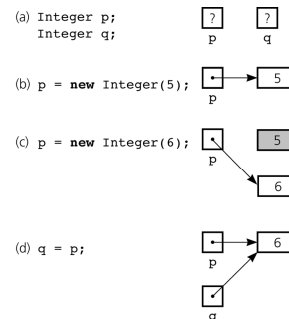 (a) Integer p; ? ?
Integer q; p q
(b) p = new Integer(5); 5
p
(c) p = new Integer(6); 5
p
6
(d) q = p; 6
p
q